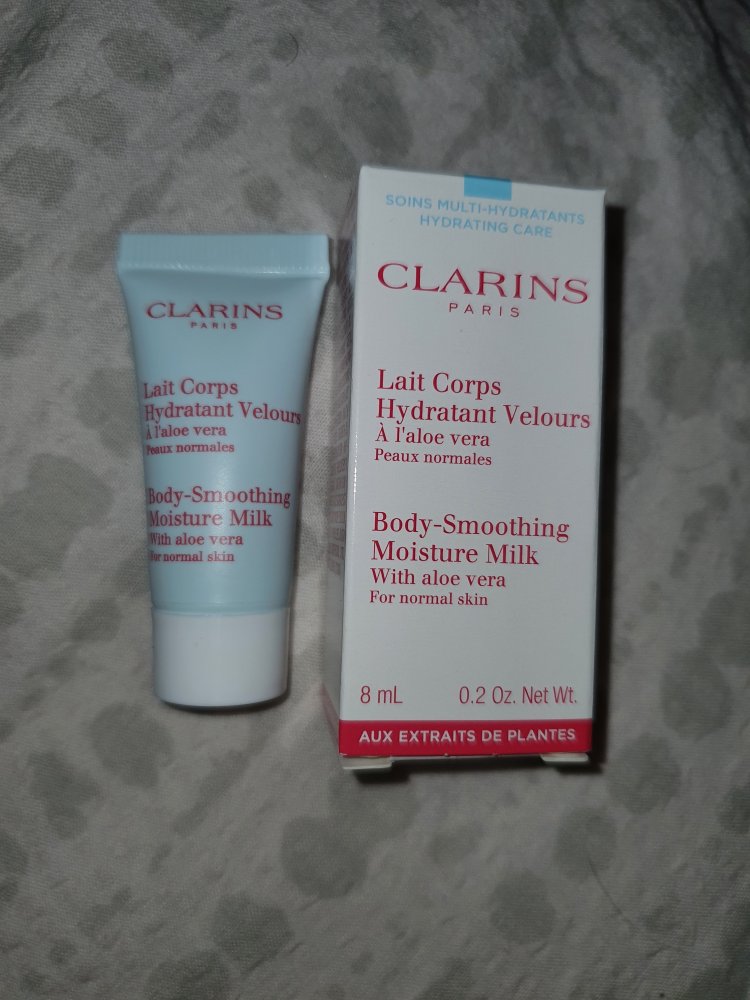 CLARINS
PARIS
Lait Corps
Hydratant Velours
À l'aloe vera
Peaux normales
Body-Smoothing
Moisture Milk
With aloe vera
For normal skin
SOINS MULTI-HYDRATANTS
HYDRATING CARE
CLARINS
PARIS
Lait Corps
Hydratant Velours
À l'aloe vera
Peaux normales
Body-Smoothing
Moisture Milk
With aloe vera
For normal skin
8 mL 0.2 Oz. Net Wt.
AUX EXTRAITS DE PLANTES